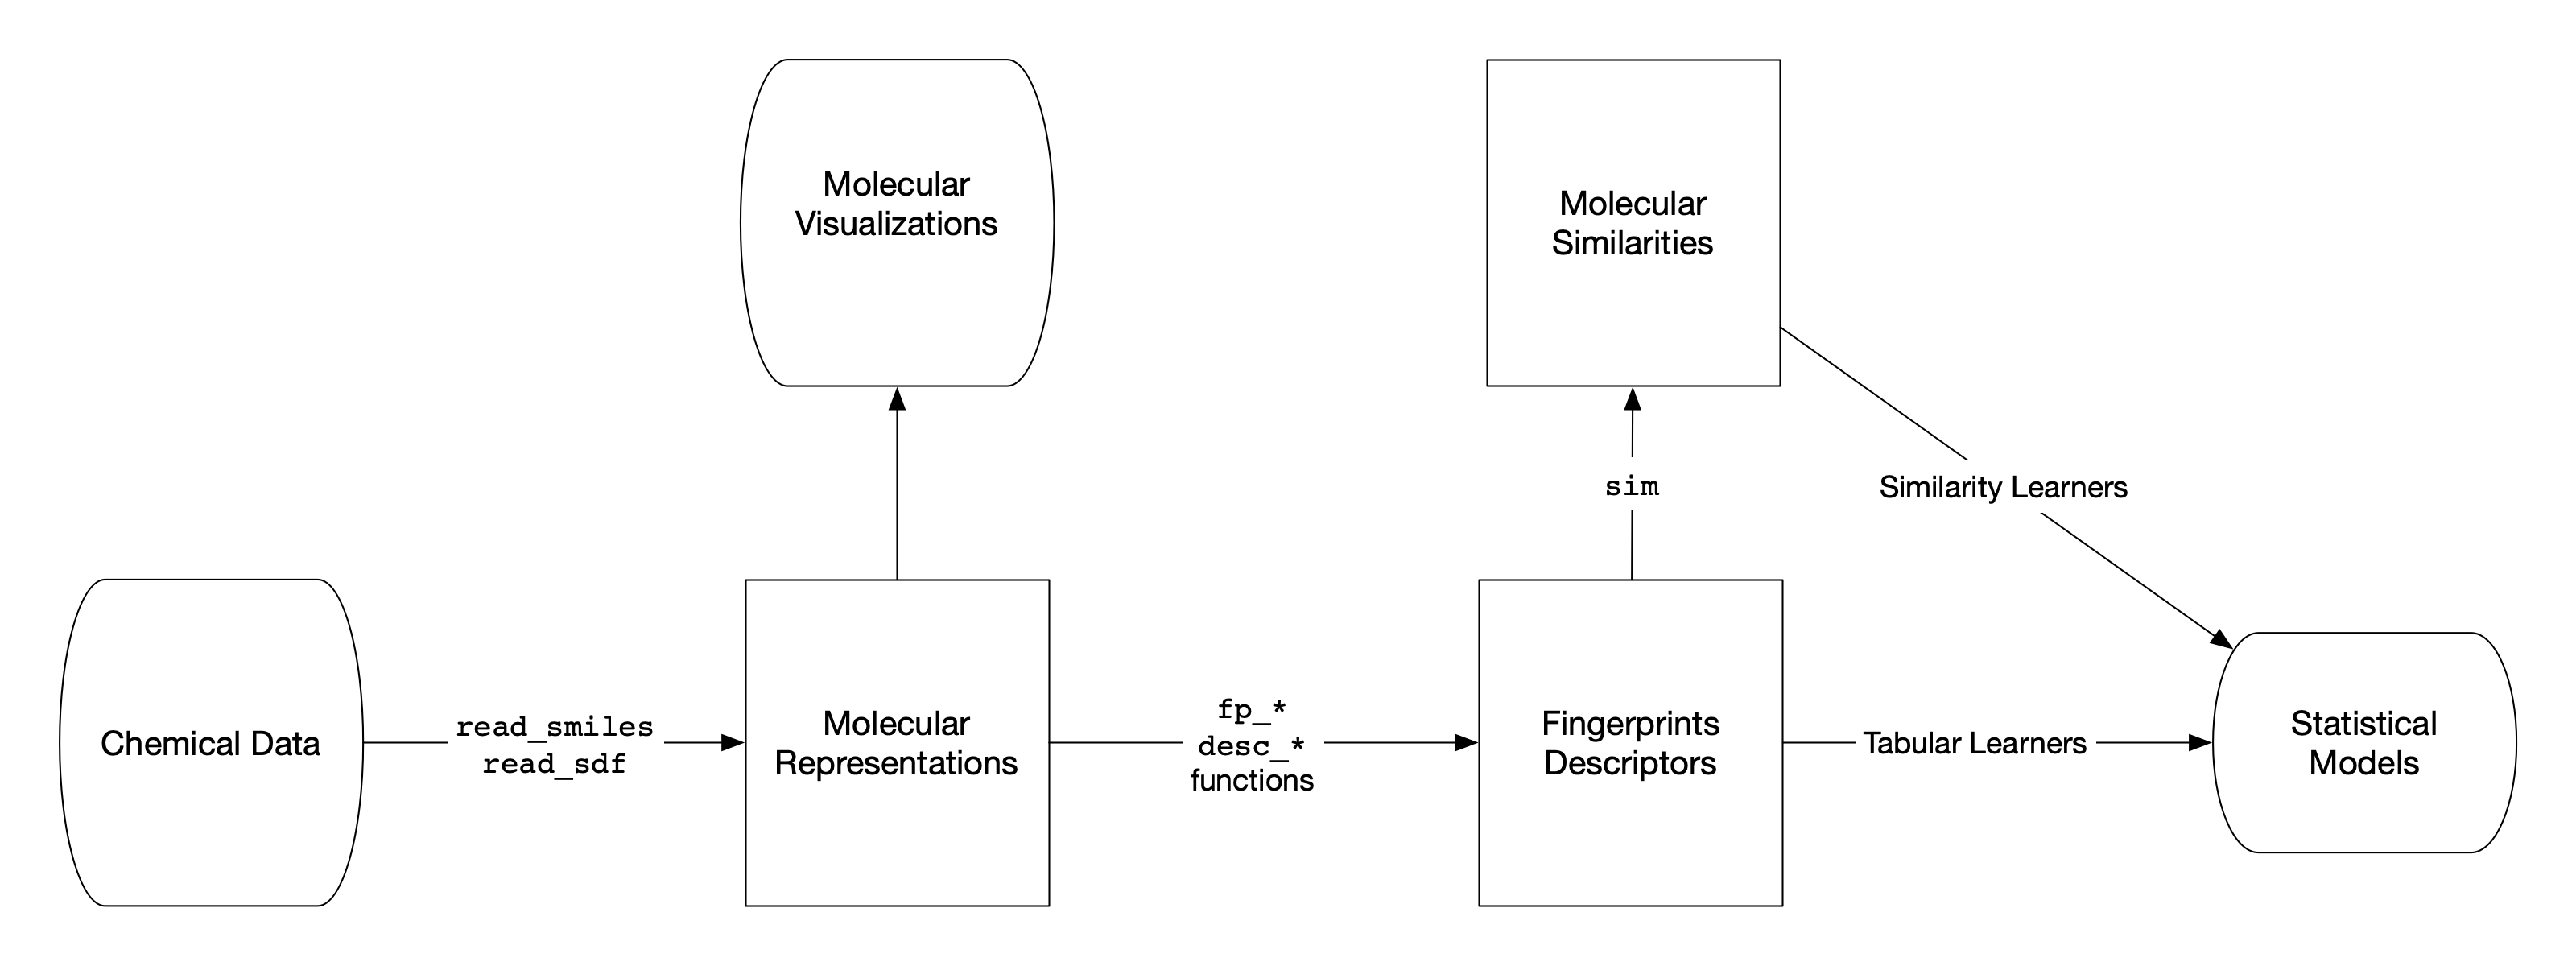 Molecular
Visualizations
Molecular
Similarities
sim
Similarity Learners
Chemical Data
read_smiles
read_sdf
Molecular
Representations
fp_*
desc_*
functions
Fingerprints
Descriptors
Tabular Learners
Statistical
Models